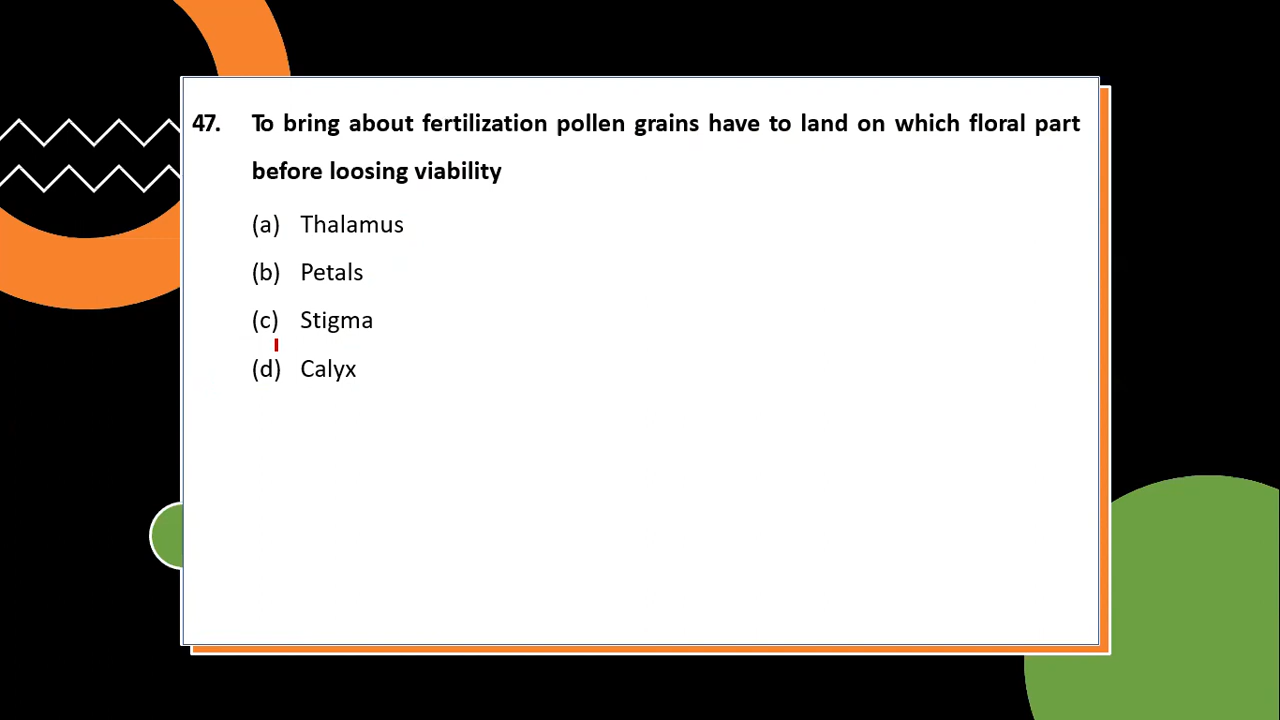 47. To bring about fertilization pollen grains have to land on which floral part
before loosing viability
(a) Thalamus
(b) Petals
(c) Stigma
(d) Calyx